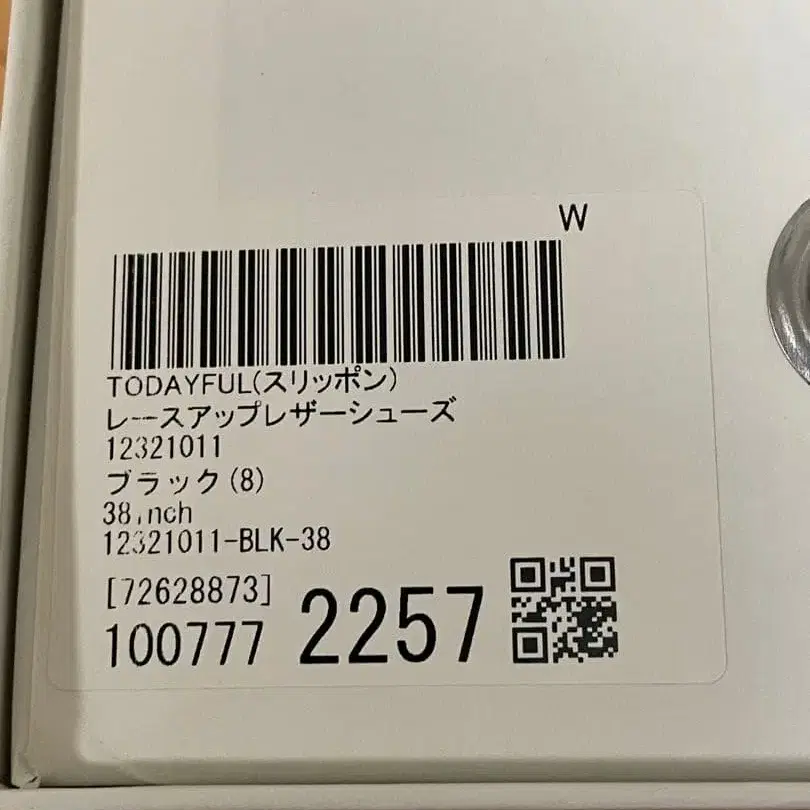 W
TODAYFUL(スリッポン)
レースアップレザーシューズ
12321011
ブラック(8)
38inch
12321011-BLK-38
[72628873]
100777 2257